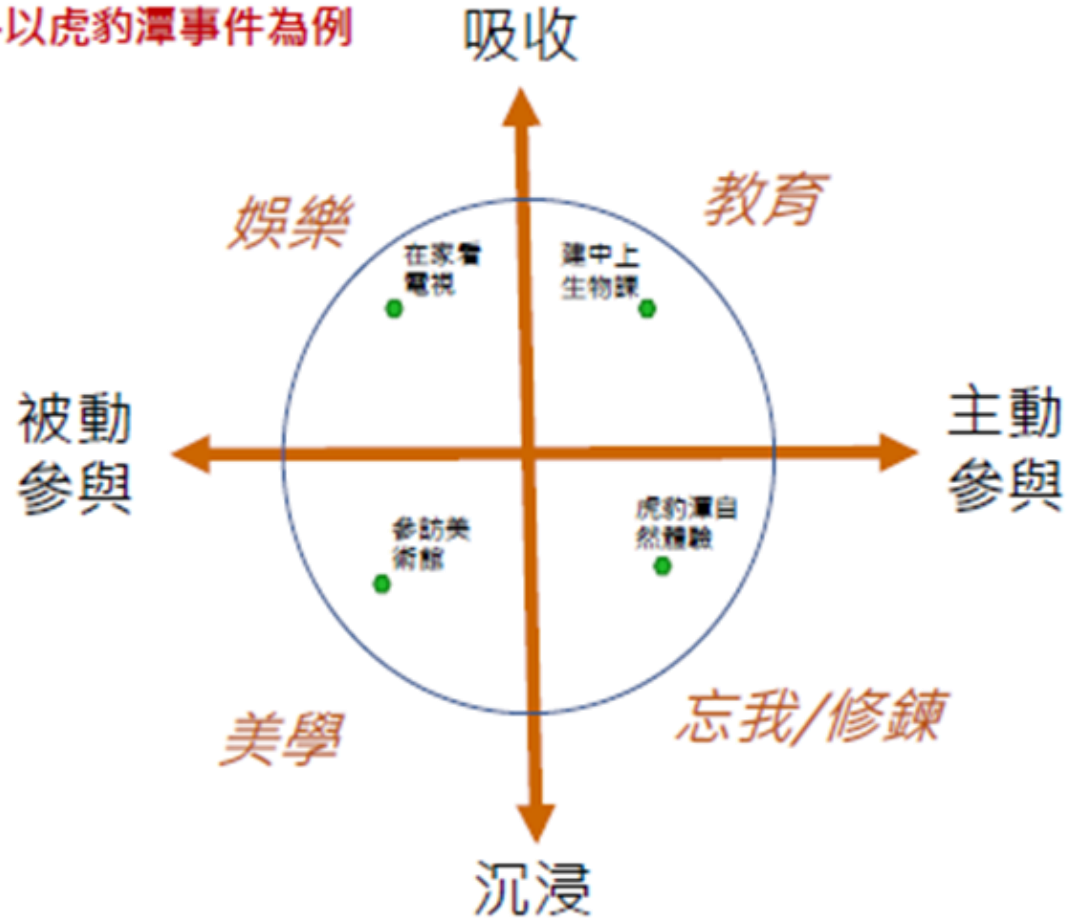 以虎豹潭事件為例
吸收
娛樂
教育
在家看
電視
建中上
生物課
被動
參與
主動
參與
參訪美
術館
虎豹潭自
然體驗
美學
忘我/修鍊
沉浸